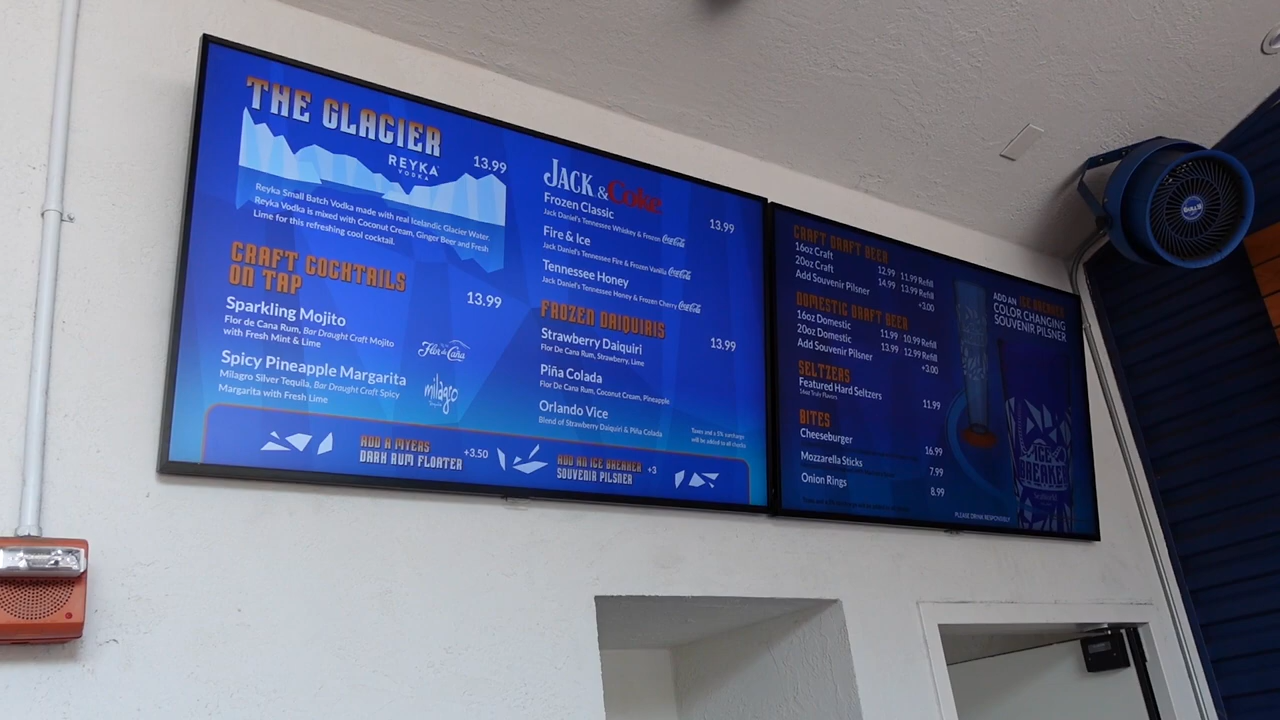 THE GLACIER
REYKA
VODKA
13.99
Reyka Small Batch Vodka made with real Icelandic Glacier Water
Reyka Vodka is mixed with Coconut Cream, Ginger Beer and Fresh
Lime for this refreshing cool cocktail.
CRAFT COCKTAILS
ON TAP
13.99
Sparkling Mojito
Flor de Cana Rum, Bar Draught Craft Mojito
with Fresh Mint & Lime
Flor de Caña
Spicy Pineapple Margarita
Milagro Silver Tequila, Bar Draught Craft Spicy
Margarita with Fresh Lime
milagro
JACK & Coke
Frozen Classic
13.99
Jack Daniel's Tennessee Whiskey & Frozen Coca-Cola
Fire & Ice
Jack Daniel's Tennessee Fire & Frozen Vanilla Coca-Cola
Tennessee Honey
Jack Daniel's Tennessee Honey & Frozen Cherry Coca-Cola
FROZEN DAIQUIRIS
13.99
Strawberry Daiquiri
Flor De Cana Rum, Strawberry, Lime
Piña Colada
Flor De Cana Rum, Coconut Cream, Pineapple
Orlando Vice
Blend of Strawberry Daiquiri & Piña Colada
Taxes and a 5% surcharge
will be added to all checks
ADD A MYERS
DARK RUM FLOATER
+3.50
ADD AN ICE BREAKER
SOUVENIR PILSNER
+3
CRAFT DRAFT BEER
16oz Craft 12.99 11.99 Refill
20oz Craft 14.99 13.99 Refill
Add Souvenir Pilsner +3.00
DOMESTIC DRAFT BEER
16oz Domestic 11.99 10.99 Refill
20oz Domestic 13.99 12.99 Refill
Add Souvenir Pilsner +3.00
SELTZERS
Featured Hard Seltzers 11.99
BITES
Cheeseburger 16.99
Mozzarella Sticks 7.99
Onion Rings 8.99
ADD AN ICE BREAKER
COLOR CHANGING
SOUVENIR PILSNER
ICE
BREAKER
PLEASE DRINK RESPONSIBLY